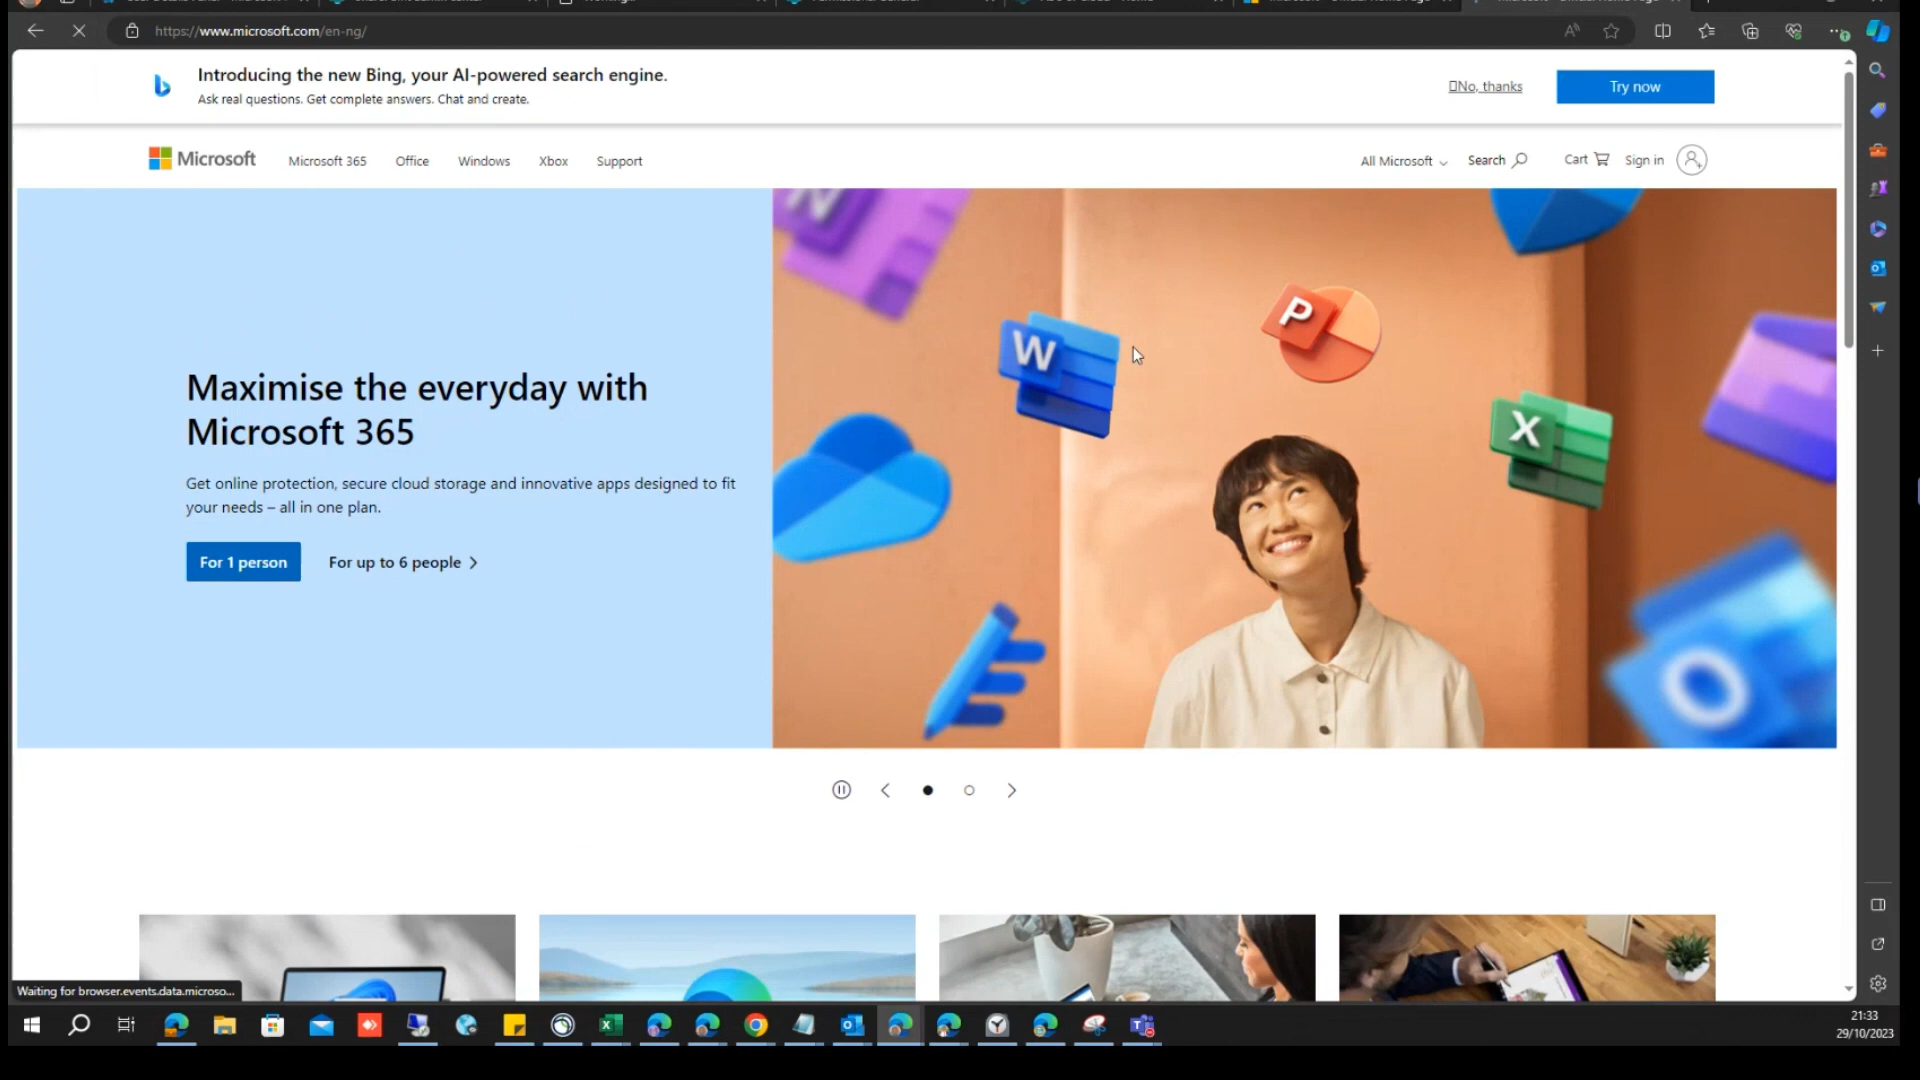 https://www.microsoft.com/en-ng/
Introducing the new Bing, your AI-powered search engine.
Ask real questions. Get complete answers. Chat and create.
No, thanks
Try now
Microsoft
Microsoft 365
Office
Windows
Xbox
Support
All Microsoft
Search
Cart
Sign in
N
W
P
X
O
Maximise the everyday with
Microsoft 365
Get online protection, secure cloud storage and innovative apps designed to fit
your needs – all in one plan.
For 1 person
For up to 6 people
Waiting for browser.events.data.microso...
21:33
29/10/2023